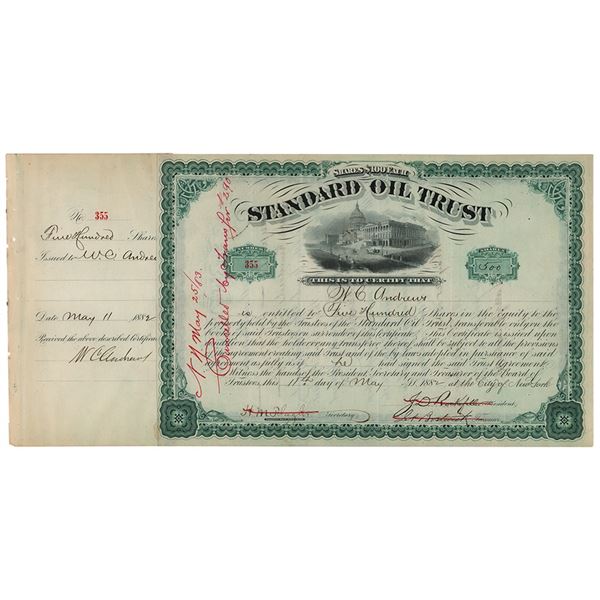 No. 355
Five Hundred Shares
Issued to W.C. Andrews
Date May 11 1882
Received the above described Certificate
W C Andrews
N.Y. May 25/83.
Cancelled by Transfer to
SHARES $100 EACH
STANDARD OIL TRUST
NUMBER
355
SHARES
500
THIS IS TO CERTIFY THAT
W. C. Andrews
is entitled to Five Hundred shares in the equity to the
property held by the Trustees of the Standard Oil Trust, transferable only on the
books of said Trustees on surrender of this Certificate. This Certificate is issued upon
condition that the holder or any transferee thereof shall be subject to all the provisions
of the agreement creating said Trust and of the by laws adopted in pursuance of said
agreement as fully as if he had signed the said Trust Agreement.
Witness the hands of the President Secretary and Treasurer of the Board of
Trustees, this 11th day of May 1882 at the City of New York
Secretary.
President,